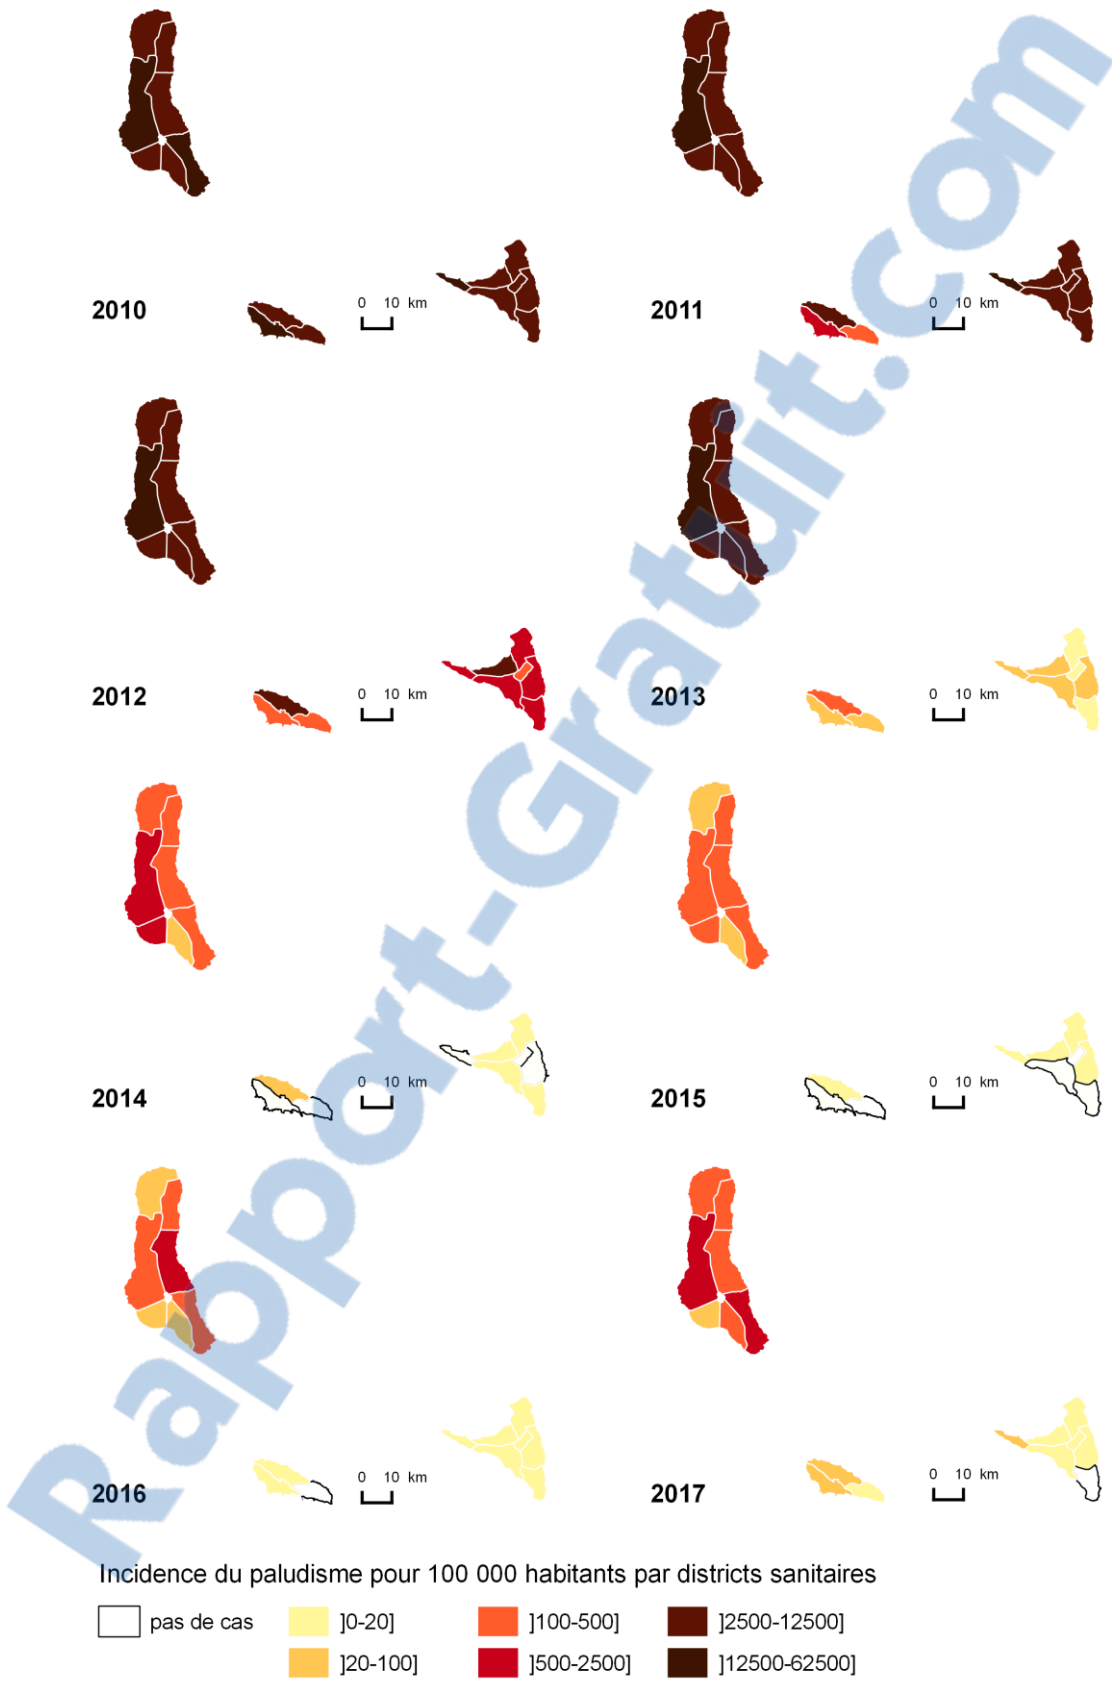 0 10 km
2010
0 10 km
2011
0 10 km
2012
0 10 km
2013
0 10 km
2014
0 10 km
2015
0 10 km
2016
0 10 km
2017
Rapport-Gratuit.com
Incidence du paludisme pour 100 000 habitants par districts sanitaires
pas de cas ]0-20] ]100-500] ]2500-12500]
]20-100] ]500-2500] ]12500-62500]